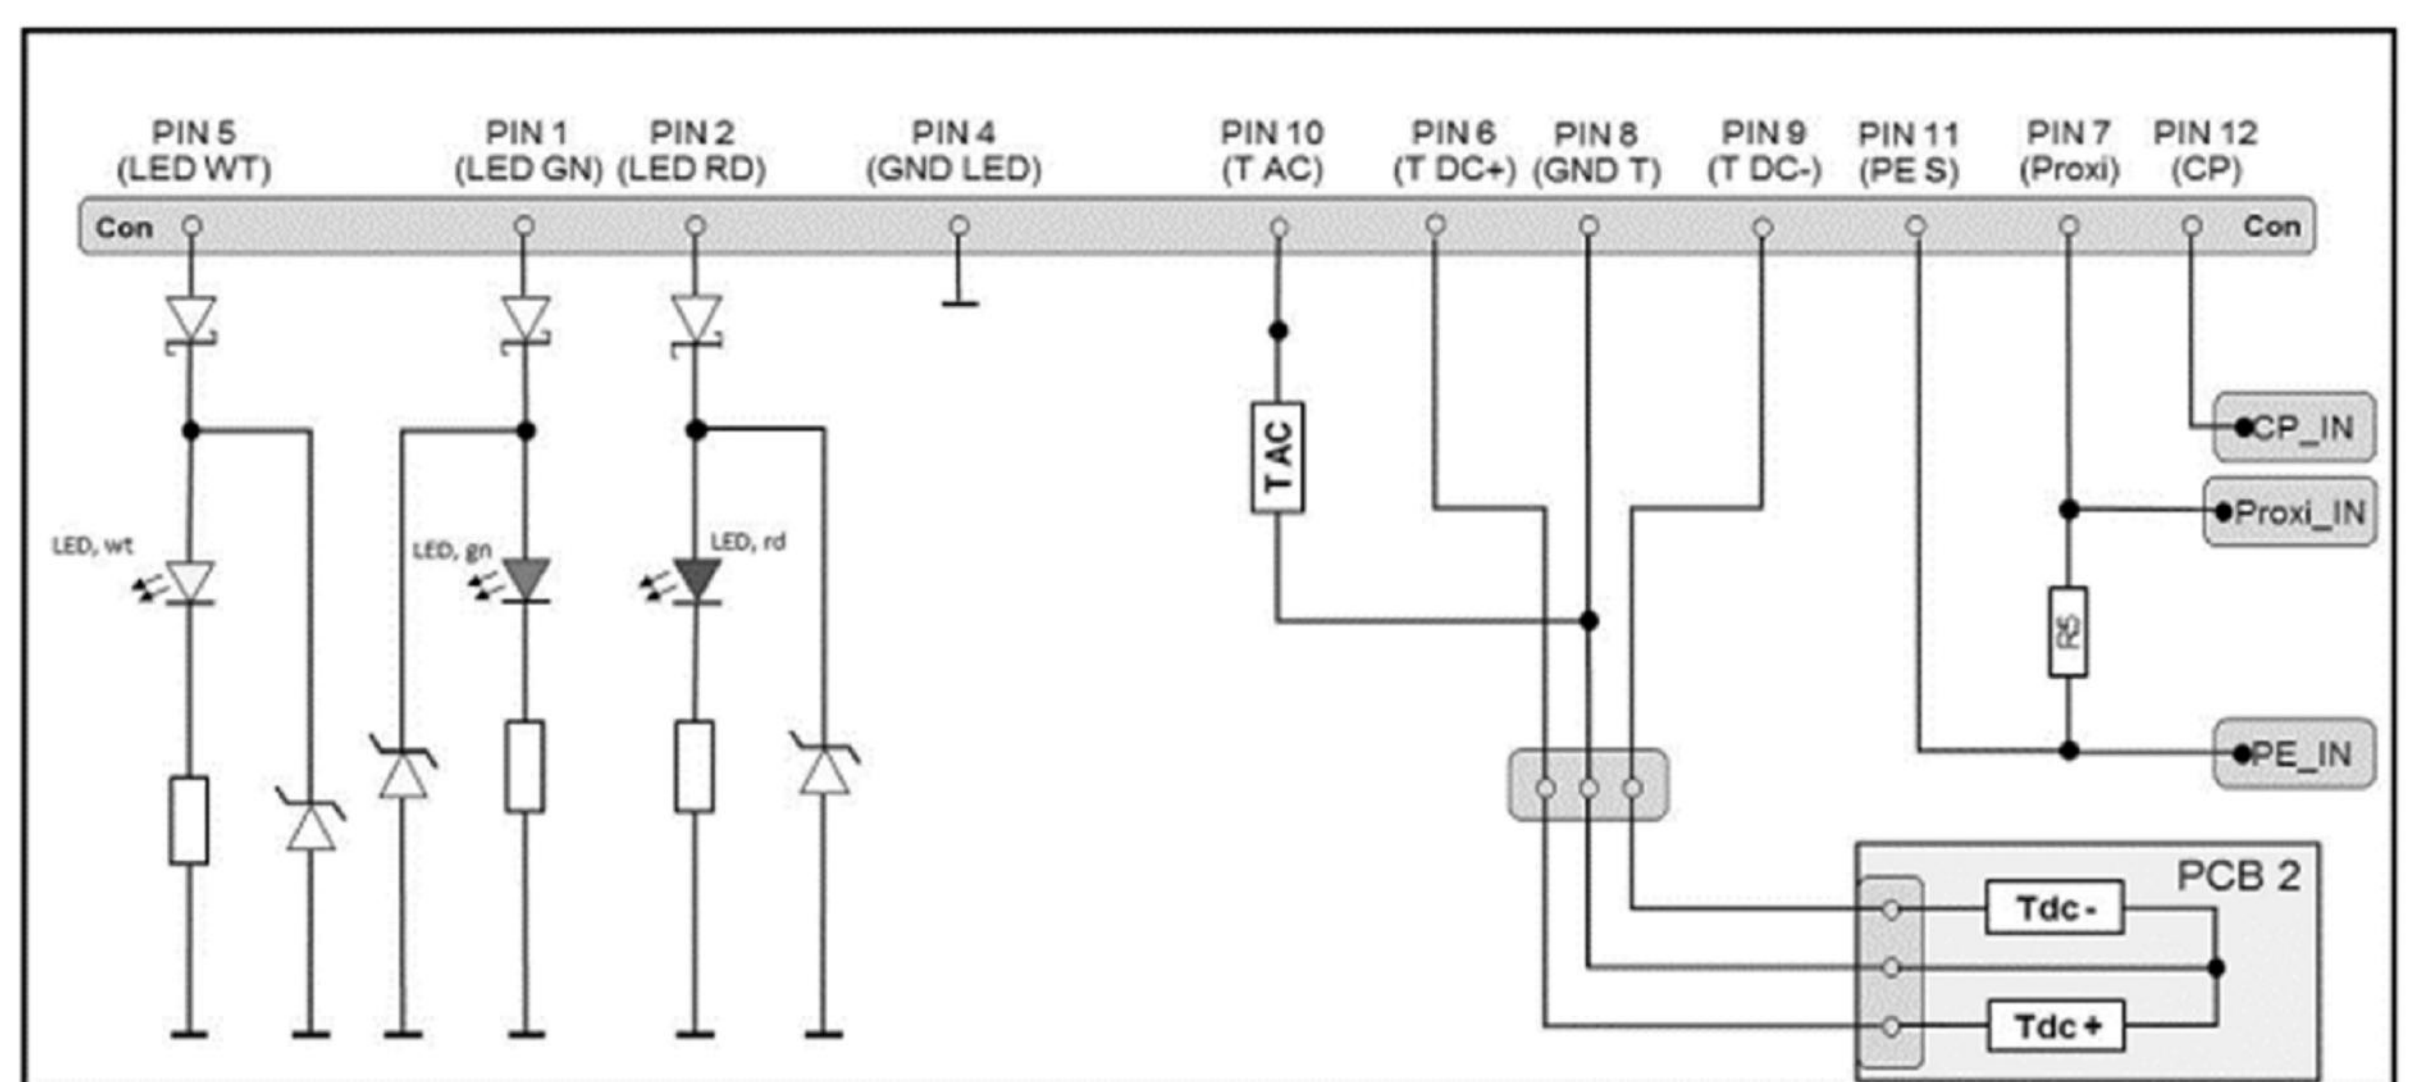 PIN 5
(LED WT)
PIN 1
(LED GN)
PIN 2
(LED RD)
PIN 4
(GND LED)
PIN 10
(T AC)
PIN 6
(T DC+)
PIN 8
(GND T)
PIN 9
(T DC-)
PIN 11
(PE S)
PIN 7
(Proxi)
PIN 12
(CP)
Con
Con
CP_IN
T AC
Proxi_IN
LED, wt
LED, gn
LED, rd
PE_IN
PCB 2
Tdc -
Tdc +